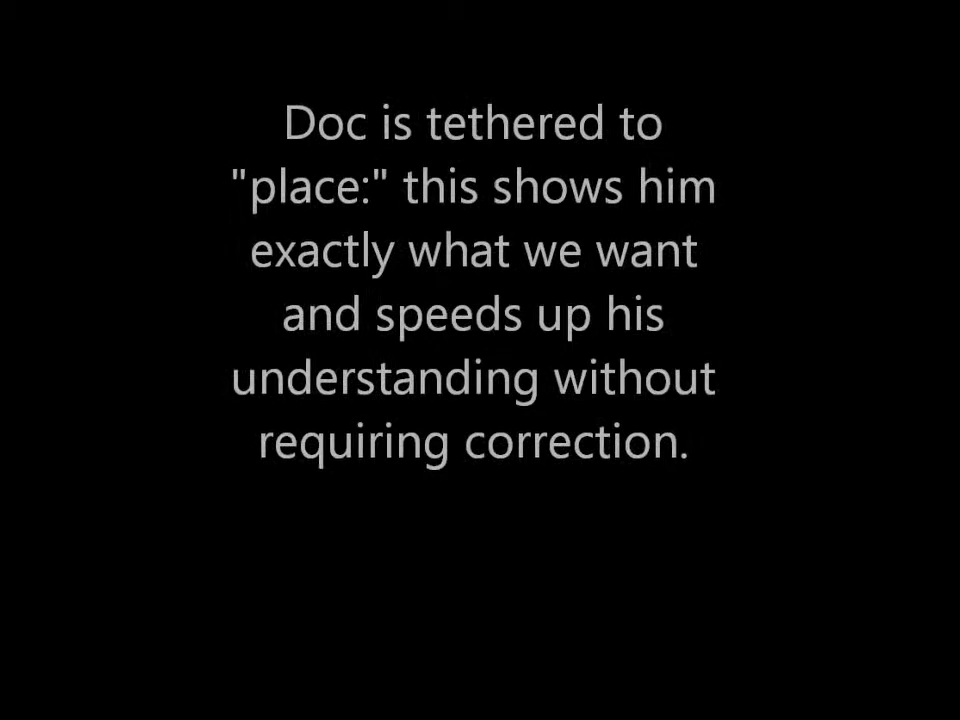 Doc is tethered to
"place:" this shows him
exactly what we want
and speeds up his
understanding without
requiring correction.